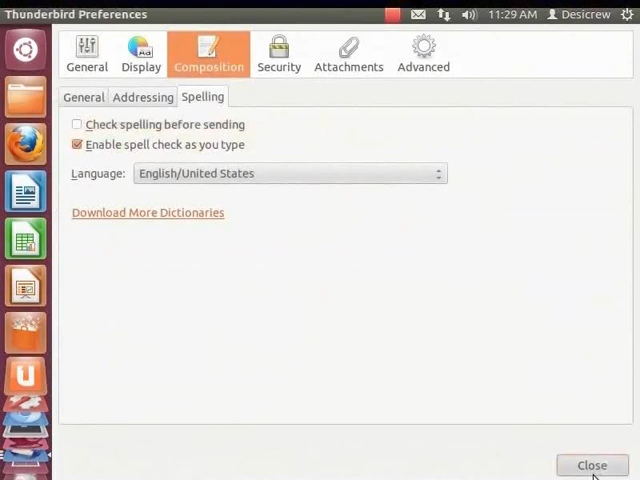 Thunderbird Preferences
11:29 AM
Desicrew
General
Display
Composition
Security
Attachments
Advanced
General
Addressing
Spelling
Check spelling before sending
Enable spell check as you type
Language:
English/United States
Download More Dictionaries
Close